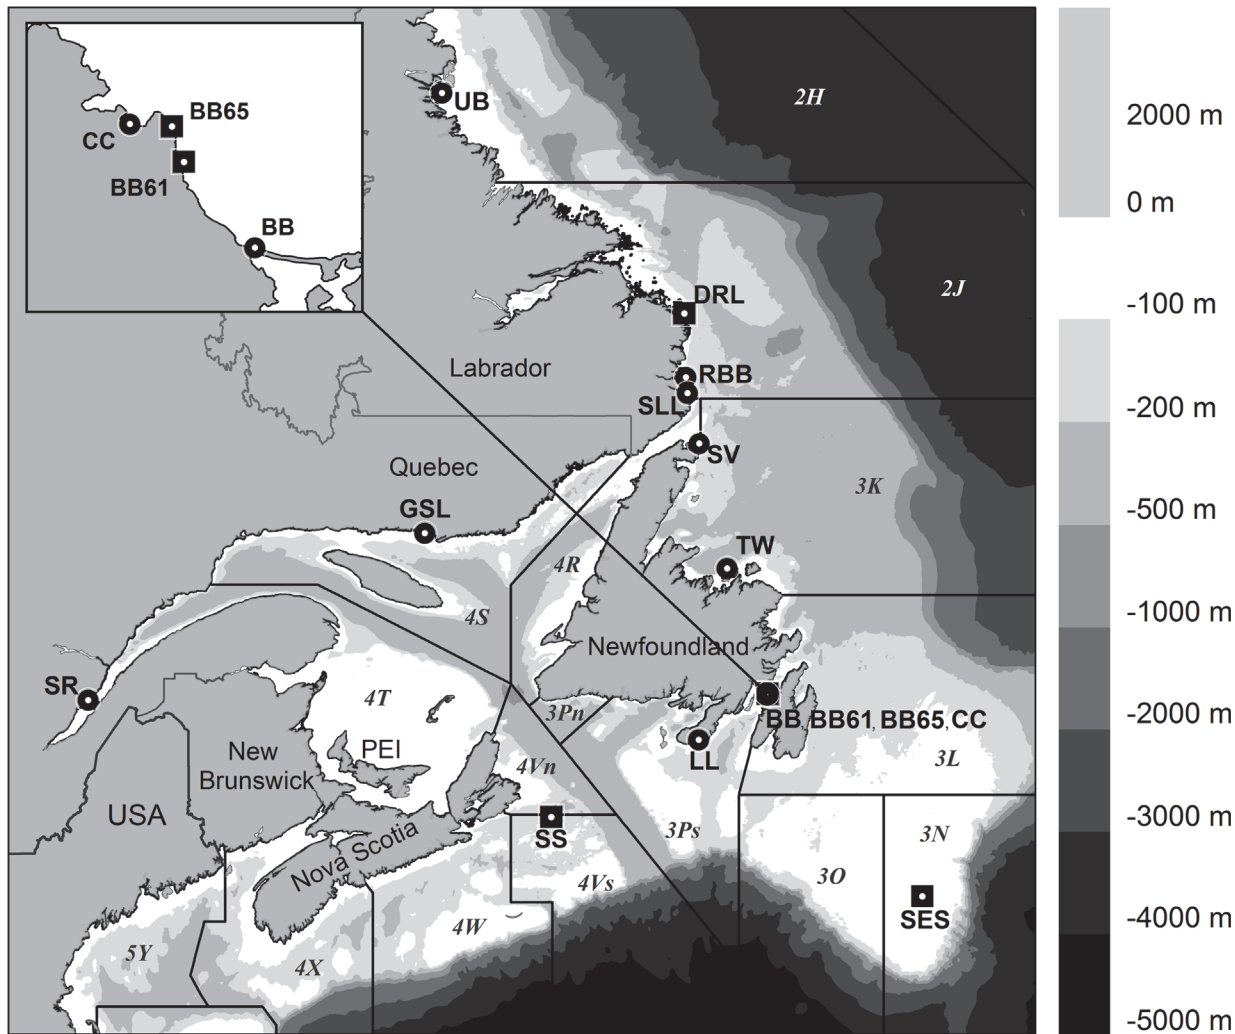 2H
UB
BB65
CC
BB61
BB
2J
DRL
Labrador
RBB
SLL
SV
Quebec
3K
GSL
TW
4R
4S
Newfoundland
SR
4T
3Pn
BB, BB61, BB65, CC
New
Brunswick
PEI
LL
4Vn
3L
USA
SS
3Ps
3N
Nova Scotia
3O
4Vs
SES
4W
5Y
4X
2000 m
0 m
-100 m
-200 m
-500 m
-1000 m
-2000 m
-3000 m
-4000 m
-5000 m